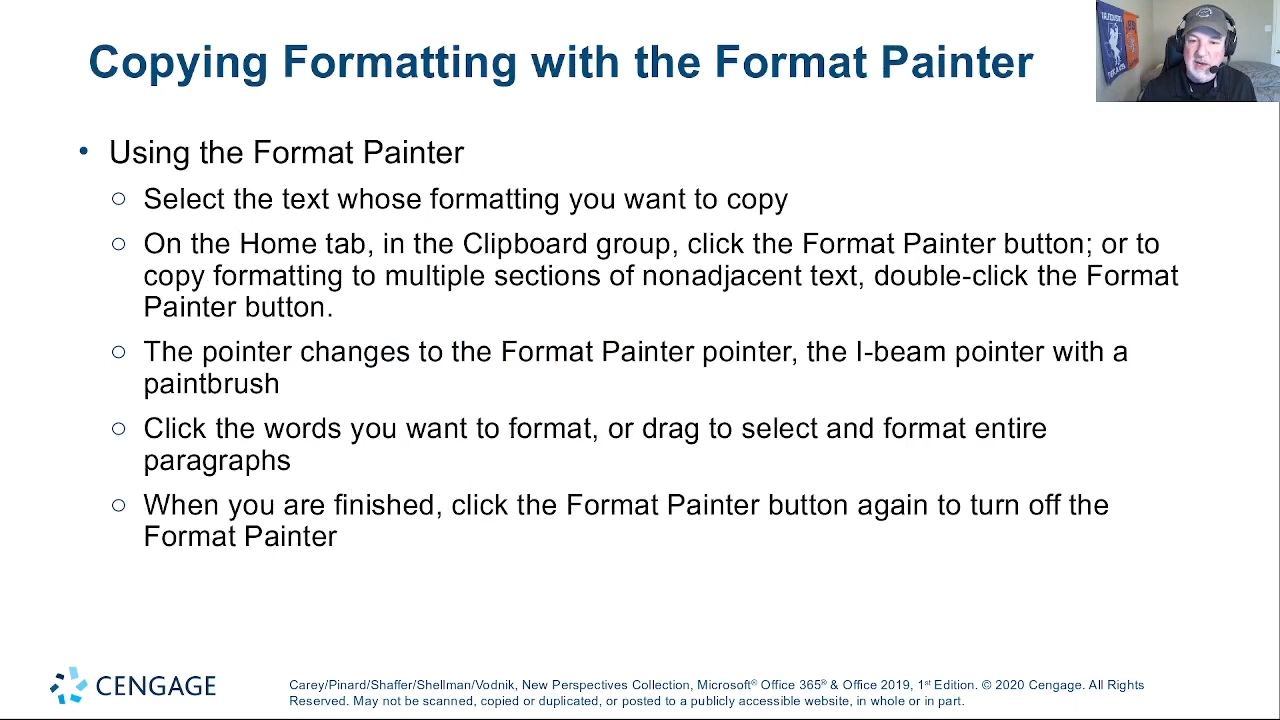 Copying Formatting with the Format Painter
• Using the Format Painter
○ Select the text whose formatting you want to copy
○ On the Home tab, in the Clipboard group, click the Format Painter button; or to
copy formatting to multiple sections of nonadjacent text, double-click the Format
Painter button.
○ The pointer changes to the Format Painter pointer, the I-beam pointer with a
paintbrush
○ Click the words you want to format, or drag to select and format entire
paragraphs
○ When you are finished, click the Format Painter button again to turn off the
Format Painter
CENGAGE
Carey/Pinard/Shaffer/Shellman/Vodnik, New Perspectives Collection, Microsoft® Office 365® & Office 2019, 1st Edition. © 2020 Cengage. All Rights
Reserved. May not be scanned, copied or duplicated, or posted to a publicly accessible website, in whole or in part.